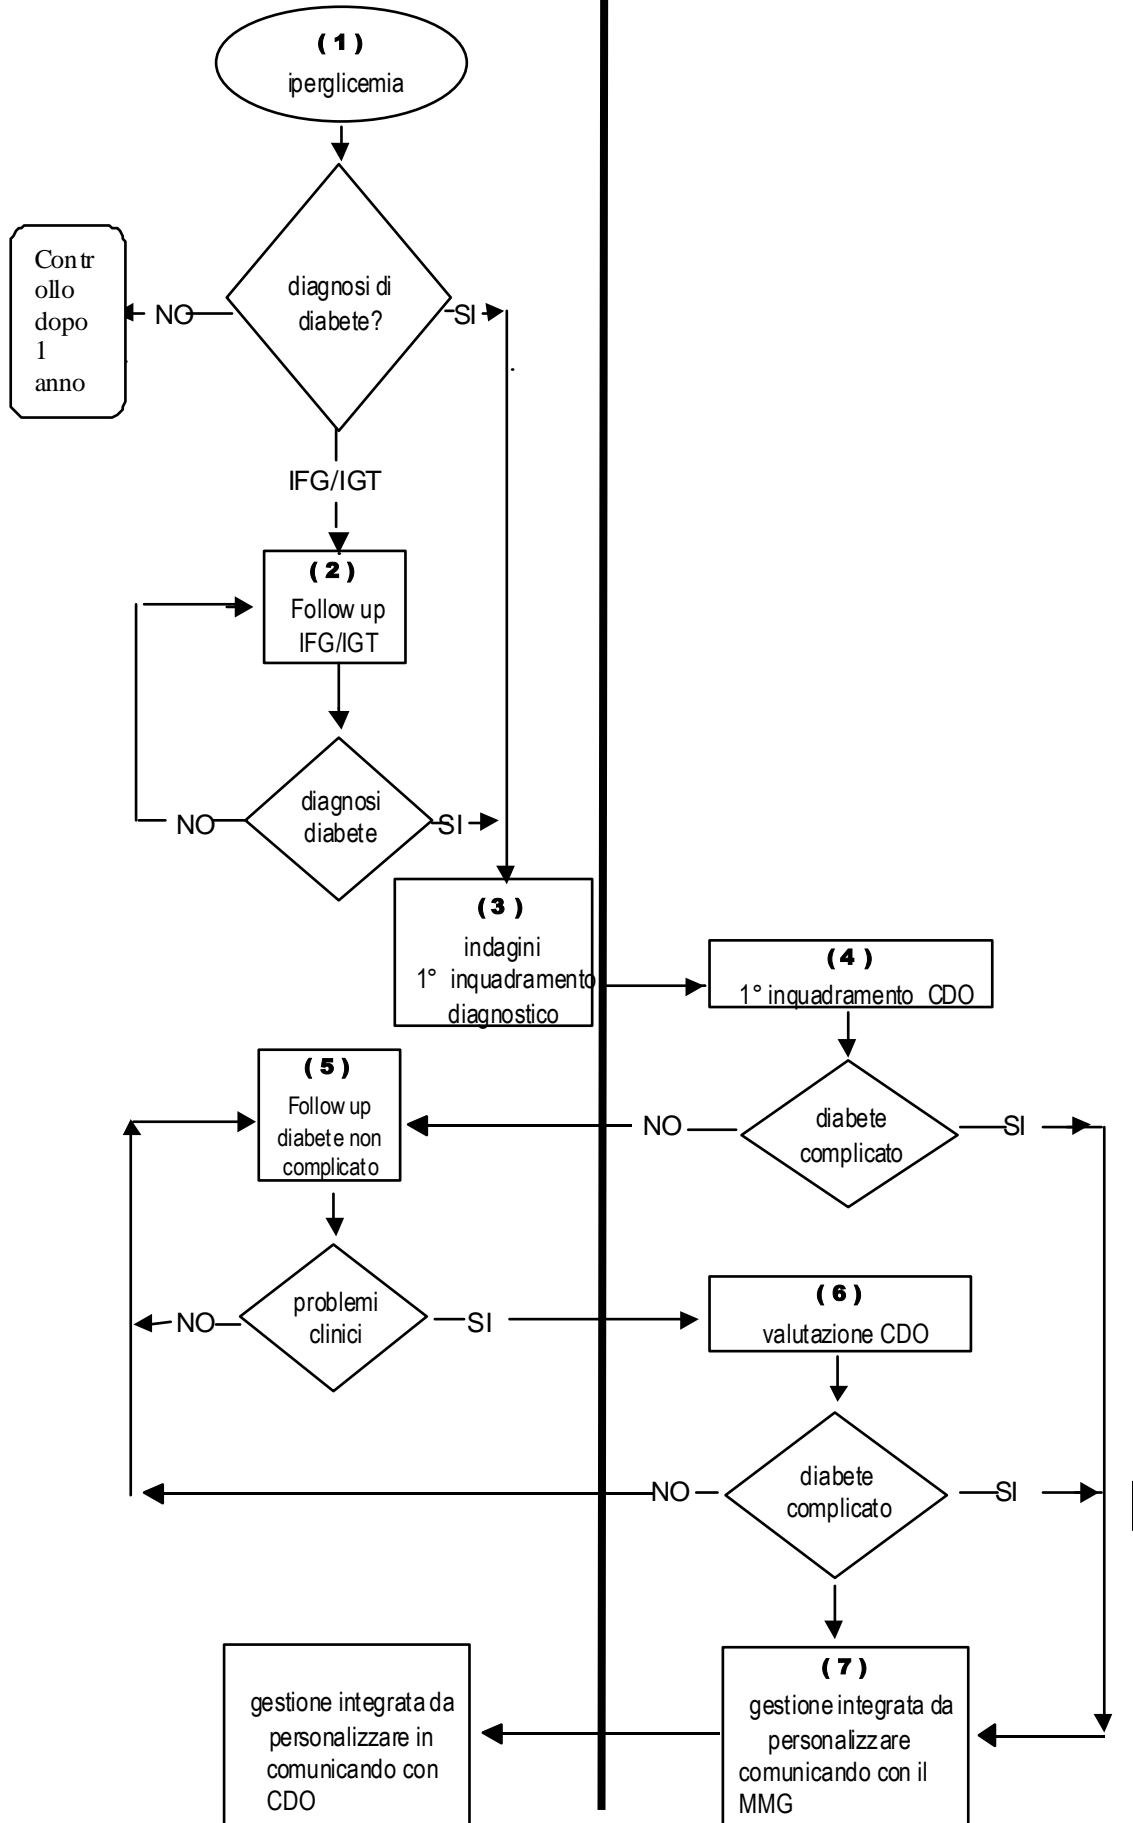 ( 1 )
iperglicemia
diagnosi di
diabete?
NO
SI
Contr
ollo
dopo
1
anno
IFG/IGT
( 2 )
Follow up
IFG/IGT
diagnosi
diabete
NO
SI
( 3 )
indagini
1° inquadramento
diagnostico
( 4 )
1° inquadramento CDO
( 5 )
Follow up
diabete non
complicato
NO
diabete
complicato
SI
problemi
clinici
NO
SI
( 6 )
valutazione CDO
NO
diabete
complicato
SI
gestione integrata da
personalizzare in
comunicando con
CDO
( 7 )
gestione integrata da
personalizzare
comunicando con il
MMG